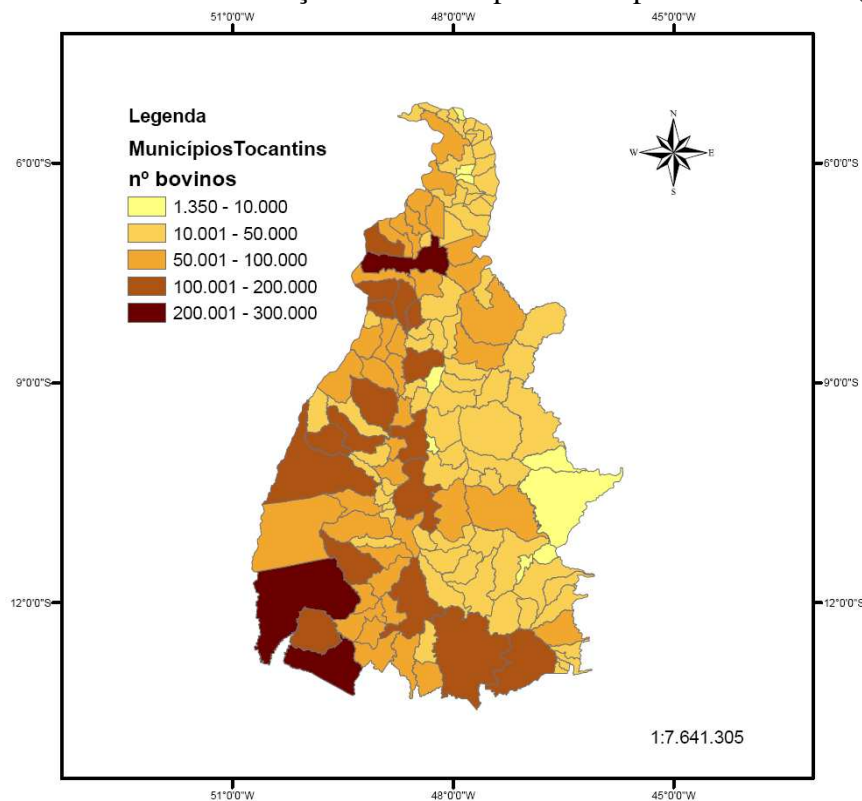 51°0'0"W 48°0'0"W 45°0'0"W
Legenda
MunicípiosTocantins
nº bovinos
1.350 - 10.000
10.001 - 50.000
50.001 - 100.000
100.001 - 200.000
200.001 - 300.000
N
W E
S
6°0'0"S 6°0'0"S
9°0'0"S 9°0'0"S
12°0'0"S 12°0'0"S
1:7.641.305
51°0'0"W 48°0'0"W 45°0'0"W